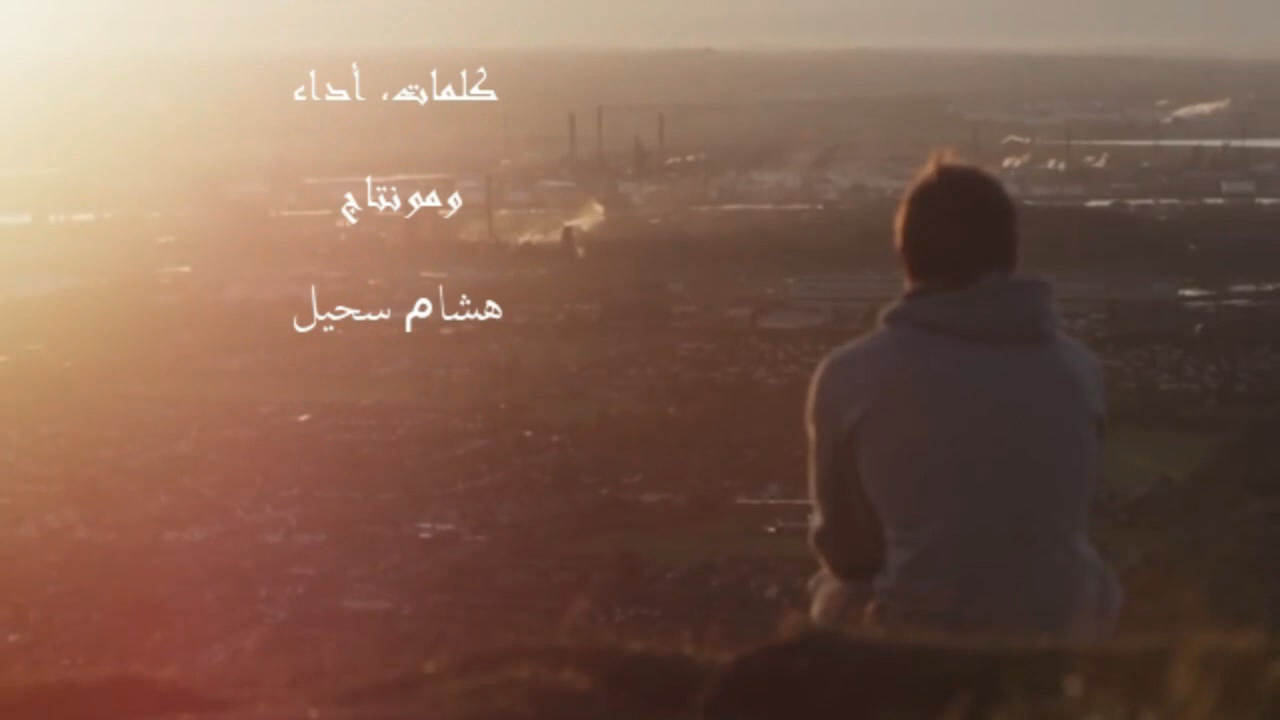 كلمات، أداء
ومونتاج
هشام سحيل